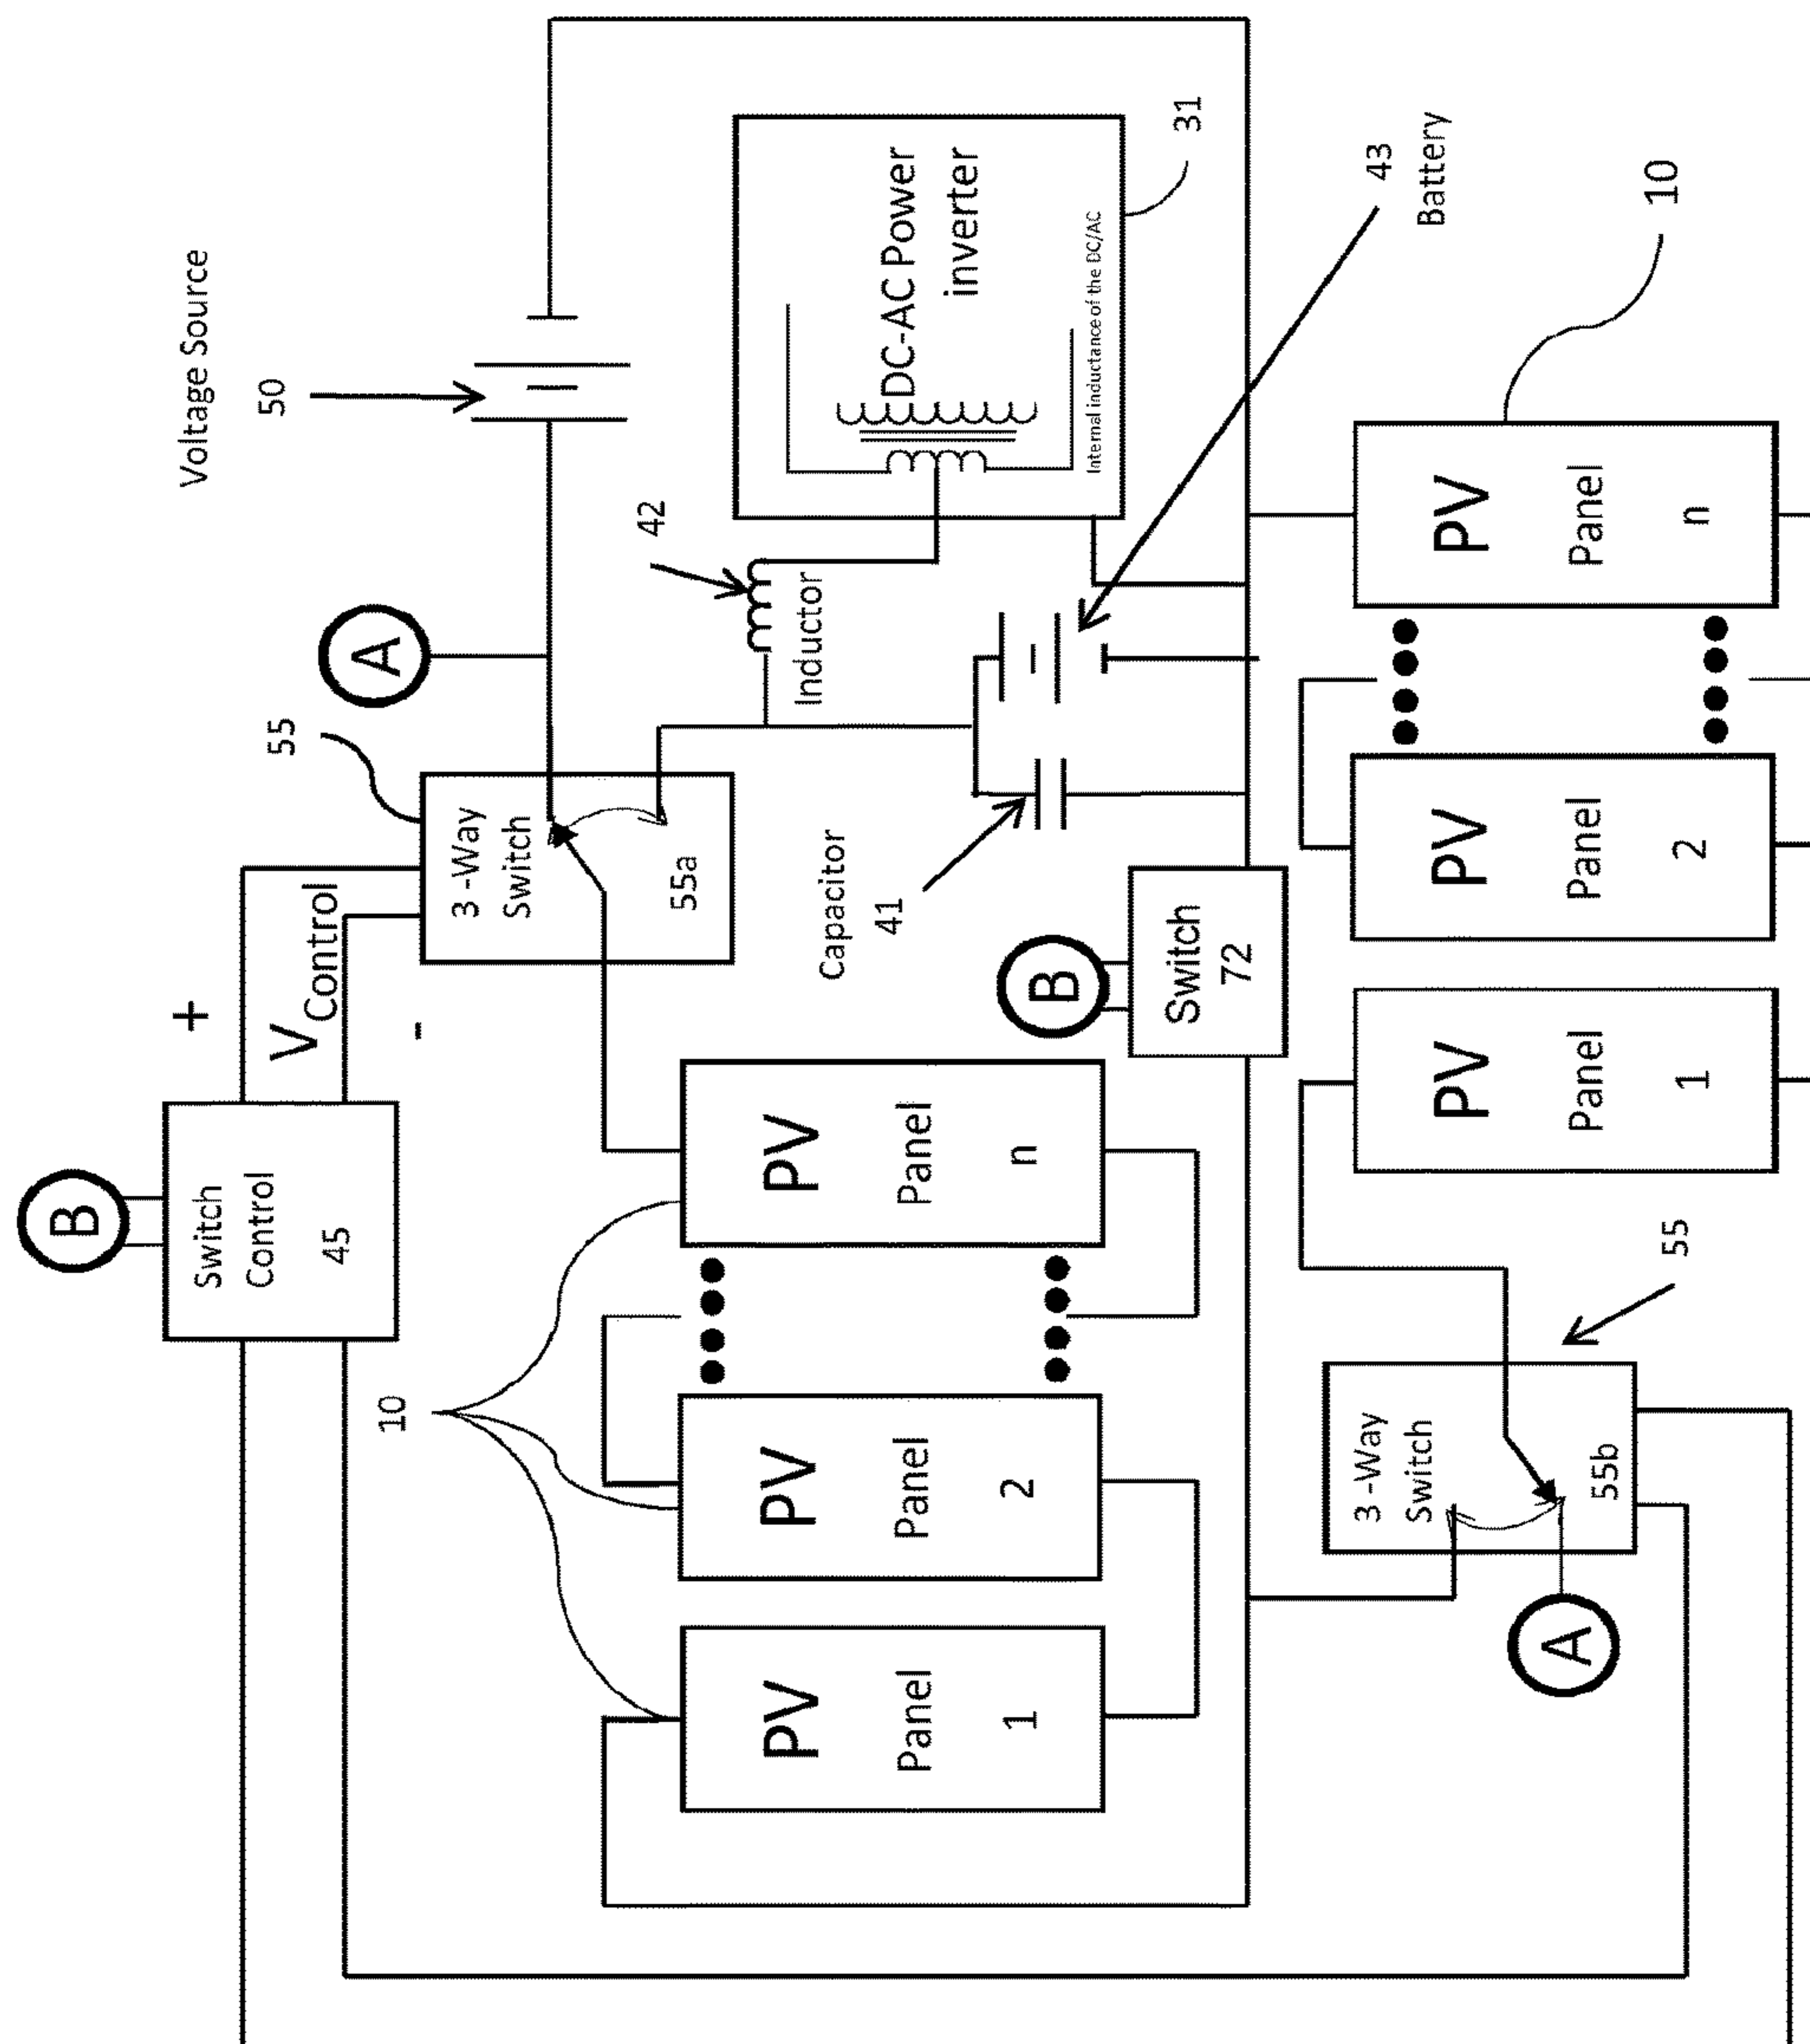 B
Switch
Control
45
+
V Control
-
Voltage Source
50
A
55
3 -Way
Switch
55a
10
42
Inductor
DC-AC Power
inverter
Internal inductance of the DC/AC
31
PV
Panel
1
PV
Panel
2
PV
Panel
n
Capacitor
41
43
Battery
B
Switch
72
3 -Way
Switch
55b
A
55
PV
Panel
1
PV
Panel
2
PV
Panel
n
10